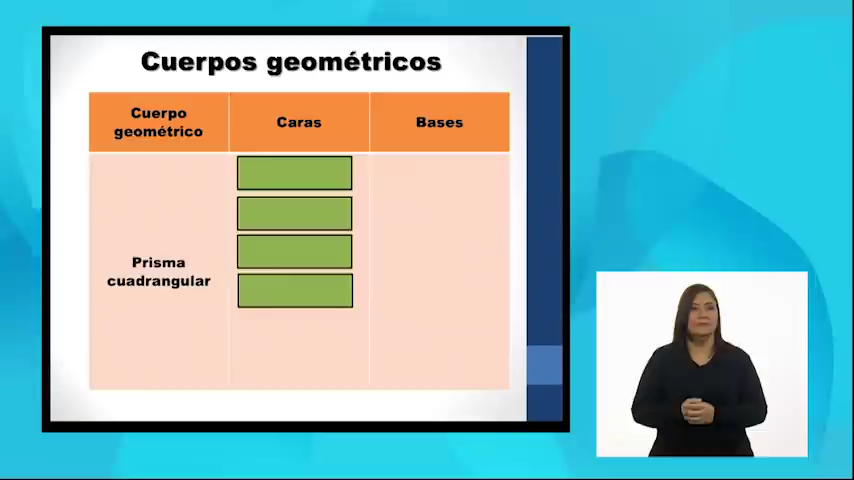 Cuerpos geométricos
Cuerpo
geométrico
Caras
Bases
Prisma
cuadrangular